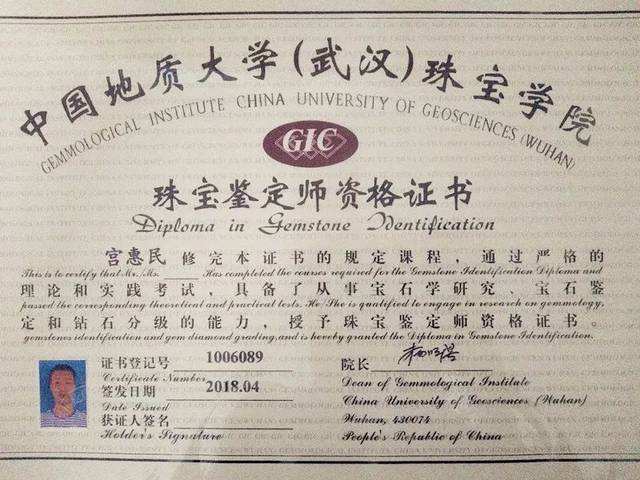 中国地质大学(武汉)珠宝学院
GEMMOLOGICAL INSTITUTE CHINA UNIVERSITY OF GEOSCIENCES (WUHAN)
GIC
珠宝鉴定师资格证书
Diploma in Gemstone Identification
宫惠民 修完本证书的规定课程，通过严格的
This is to certify that Mr. Ms. Has completed the courses required for the Gemstone Identification Diploma and
理论和实践考试，具备了从事宝石学研究、宝石鉴
passed the corresponding theoretical and practical tests. He/She is qualified to engage in research on gemmology,
定和钻石分级的能力，授予珠宝鉴定师资格证书。
gemstones identification and gem diamond grading,and is hereby granted the Diploma in Gemstone Identification.
证书登记号 1006089
Certificate Number
签发日期 2018.04
Date Issued
获证人签名
Holder's Signature
院长
Dean of Gemmological Institute
China University of Geosciences (Wuhan)
Wuhan, 430074
People's Republic of China